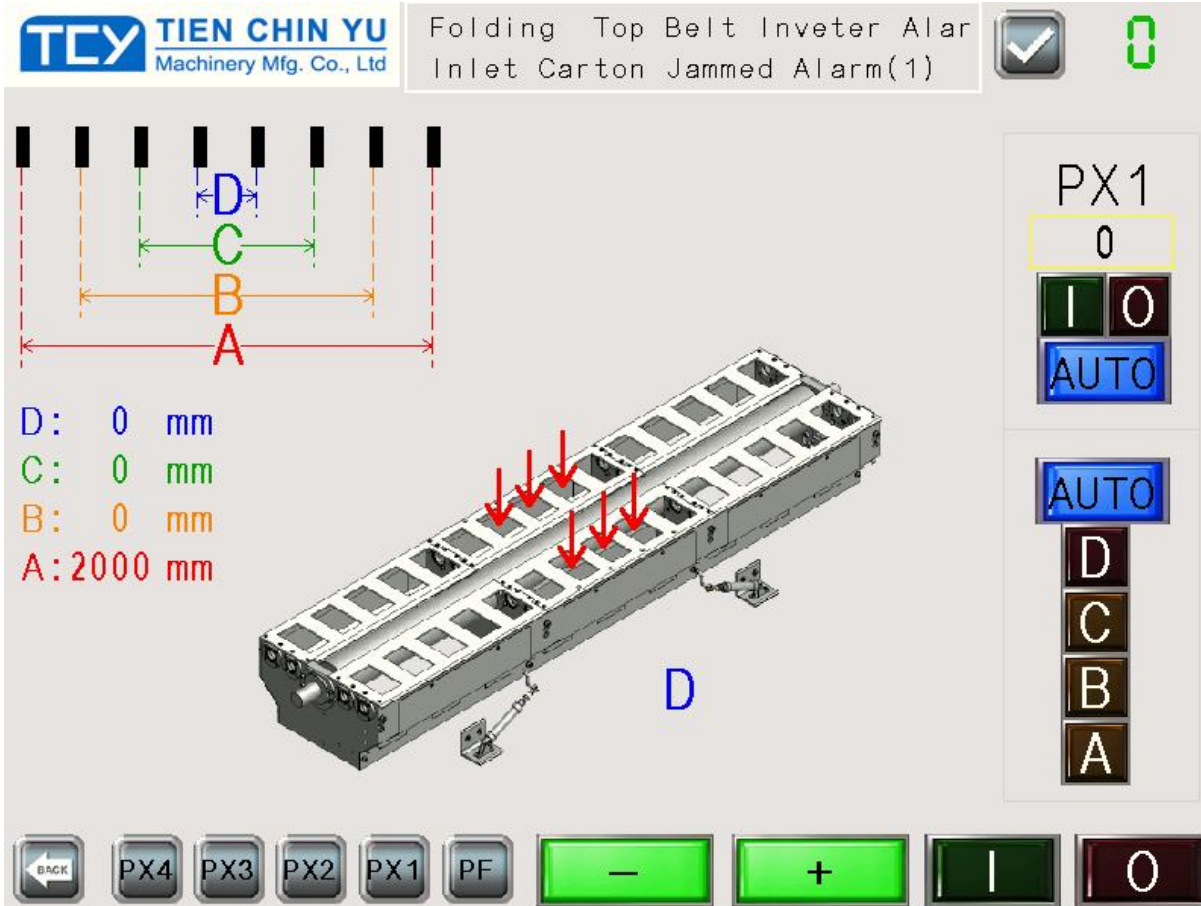 TCY TIEN CHIN YU
Machinery Mfg. Co., Ltd
Folding Top Belt Inveter Alar
Inlet Carton Jammed Alarm(1)
0
D
C
B
A
D: 0 mm
C: 0 mm
B: 0 mm
A:2000 mm
D
PX1
0
I O
AUTO
AUTO
D
C
B
A
BACK PX4 PX3 PX2 PX1 PF - + I O